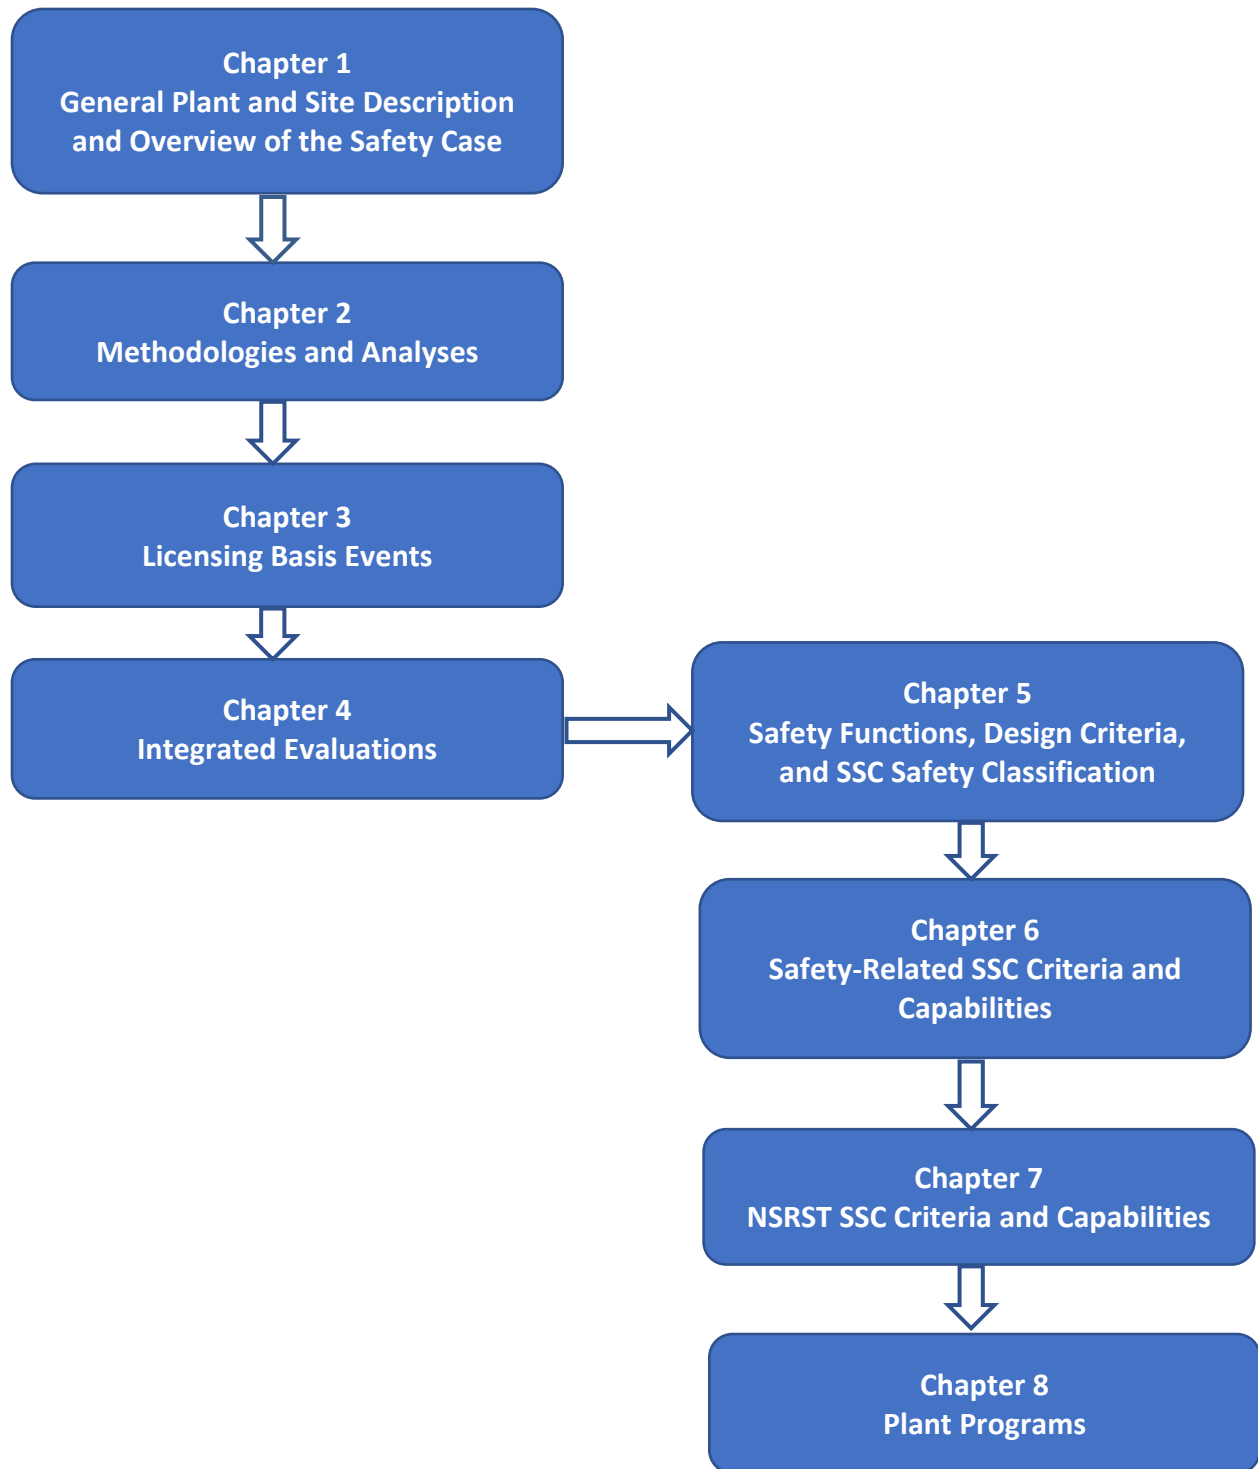 Chapter 1
General Plant and Site Description
and Overview of the Safety Case
Chapter 2
Methodologies and Analyses
Chapter 3
Licensing Basis Events
Chapter 4
Integrated Evaluations
Chapter 5
Safety Functions, Design Criteria,
and SSC Safety Classification
Chapter 6
Safety-Related SSC Criteria and
Capabilities
Chapter 7
NSRST SSC Criteria and Capabilities
Chapter 8
Plant Programs